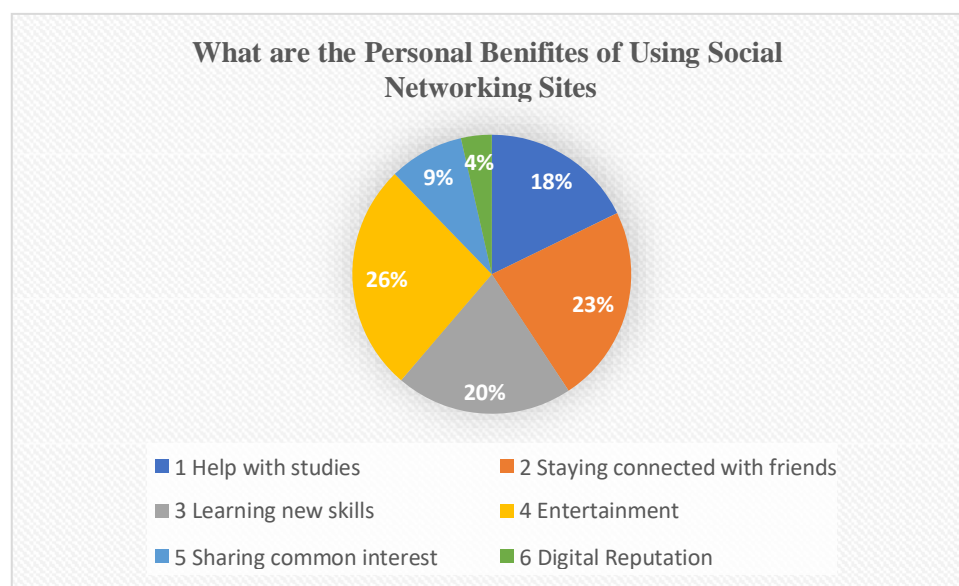 What are the Personal Benifites of Using Social
Networking Sites
4%
9%
18%
26%
23%
20%
1 Help with studies
2 Staying connected with friends
3 Learning new skills
4 Entertainment
5 Sharing common interest
6 Digital Reputation